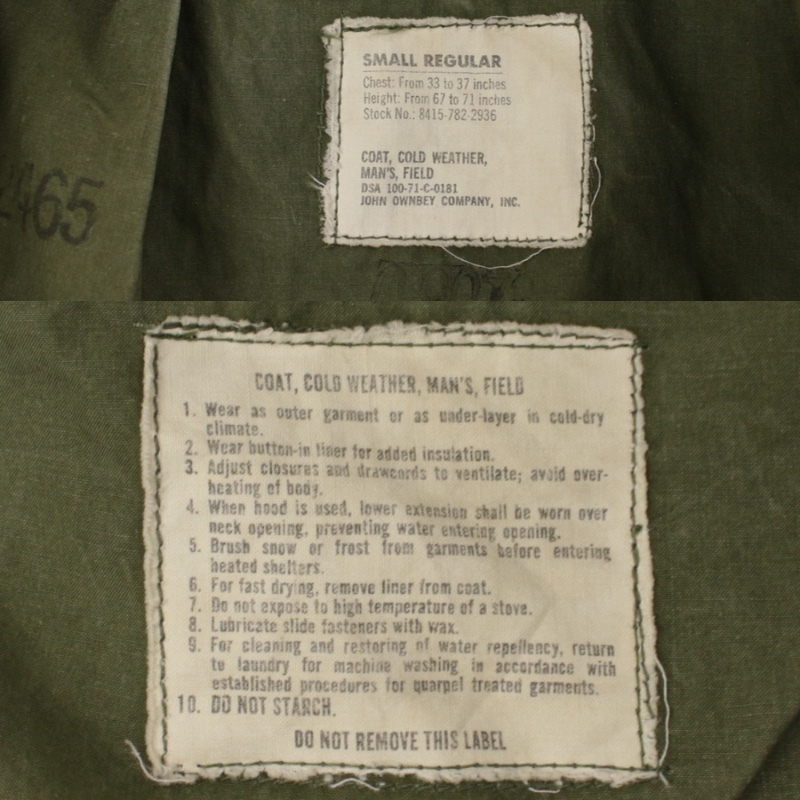 465
SMALL REGULAR
Chest: From 33 to 37 inches
Height: From 67 to 71 inches
Stock No.: 8415-782-2936
COAT, COLD WEATHER,
MAN'S, FIELD
DSA 100-71-C-0181
JOHN OWNBEY COMPANY, INC.
COAT, COLD WEATHER, MAN'S, FIELD
1. Wear as outer garment or as under-layer in cold-dry
climate.
2. Wear button-in liner for added insulation.
3. Adjust closures and drawcords to ventilate; avoid over-
heating of body.
4. When hood is used, lower extension shall be worn over
neck opening, preventing water entering opening.
5. Brush snow or frost from garments before entering
heated shelters.
6. For fast drying, remove liner from coat.
7. Do not expose to high temperature of a stove.
8. Lubricate slide fasteners with wax.
9. For cleaning and restoring of water repellency, return
to laundry for machine washing in accordance with
established procedures for quarpel treated garments.
10. DO NOT STARCH.
DO NOT REMOVE THIS LABEL